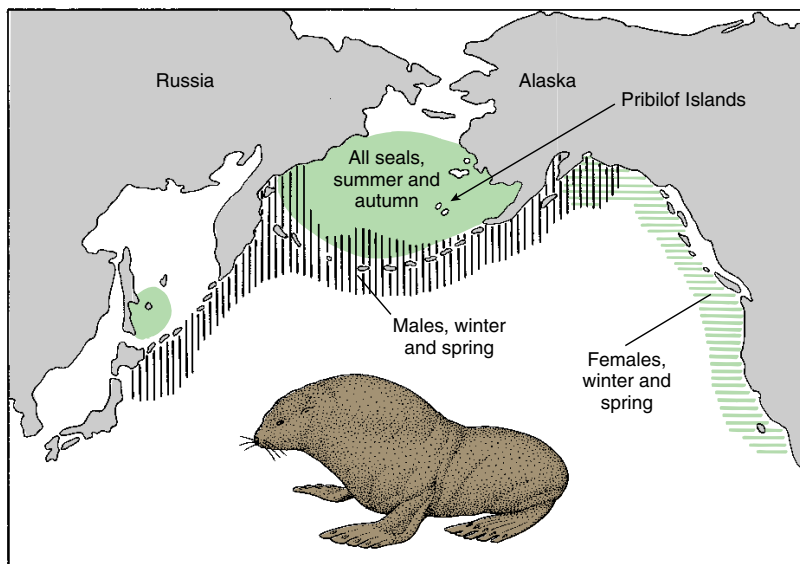 Russia
Alaska
Pribilof Islands
All seals,
summer and
autumn
Males, winter
and spring
Females,
winter and
spring